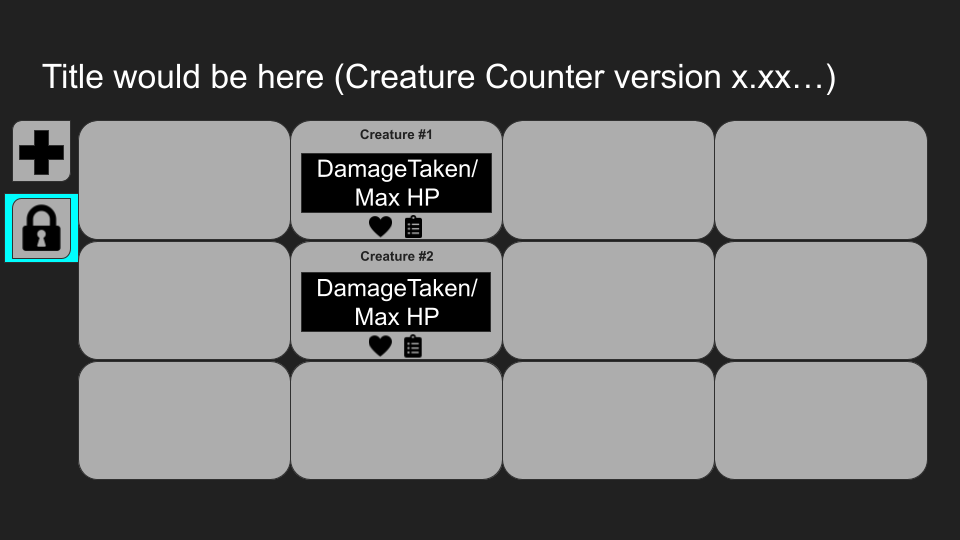 Title would be here (Creature Counter version x.xx…)
Creature #1
DamageTaken/
Max HP
Creature #2
DamageTaken/
Max HP